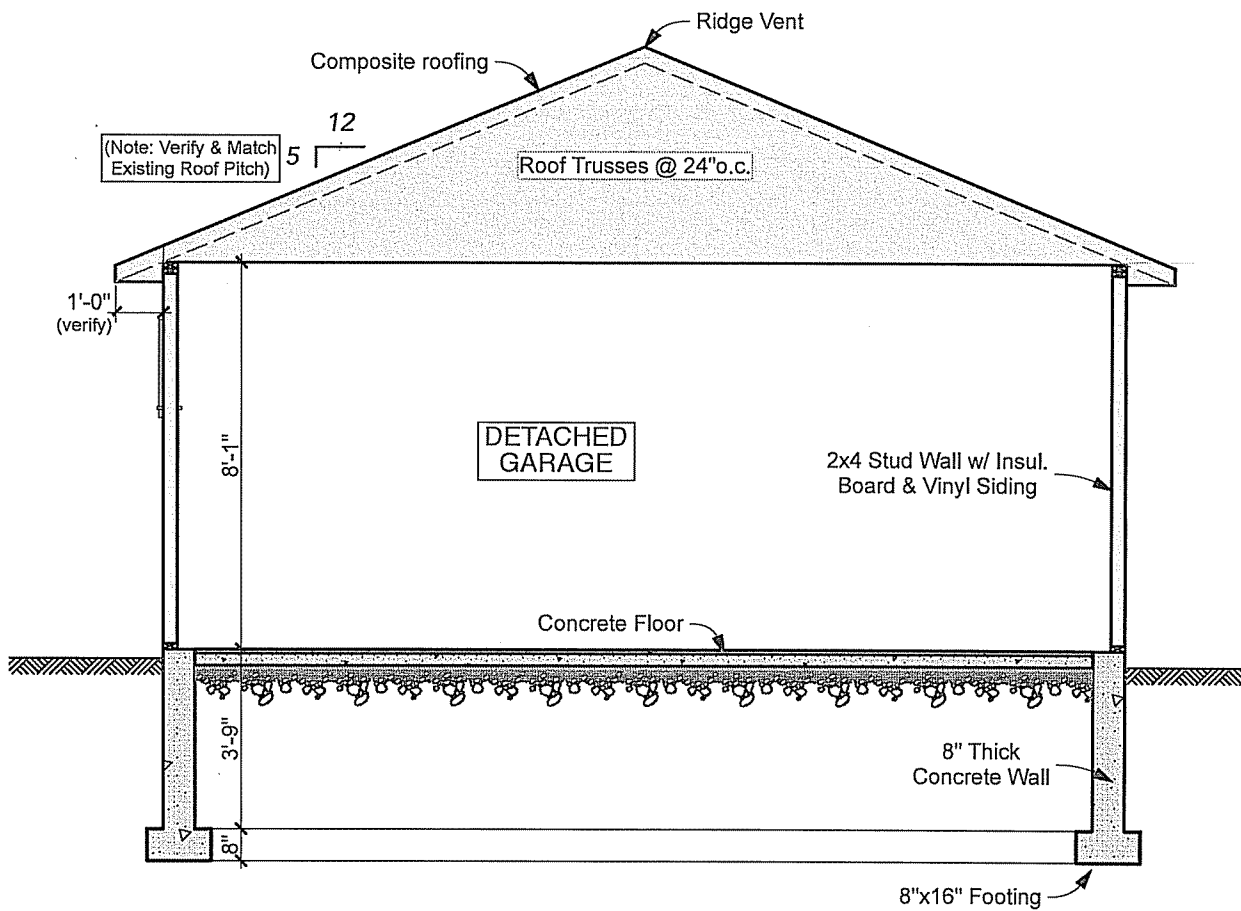 Ridge Vent
Composite roofing
12
5
(Note: Verify & Match
Existing Roof Pitch)
Roof Trusses @ 24"o.c.
1'-0"
(verify)
8'-1"
DETACHED
GARAGE
2x4 Stud Wall w/ Insul.
Board & Vinyl Siding
Concrete Floor
3'-9"
8" Thick
Concrete Wall
8"
8"x16" Footing